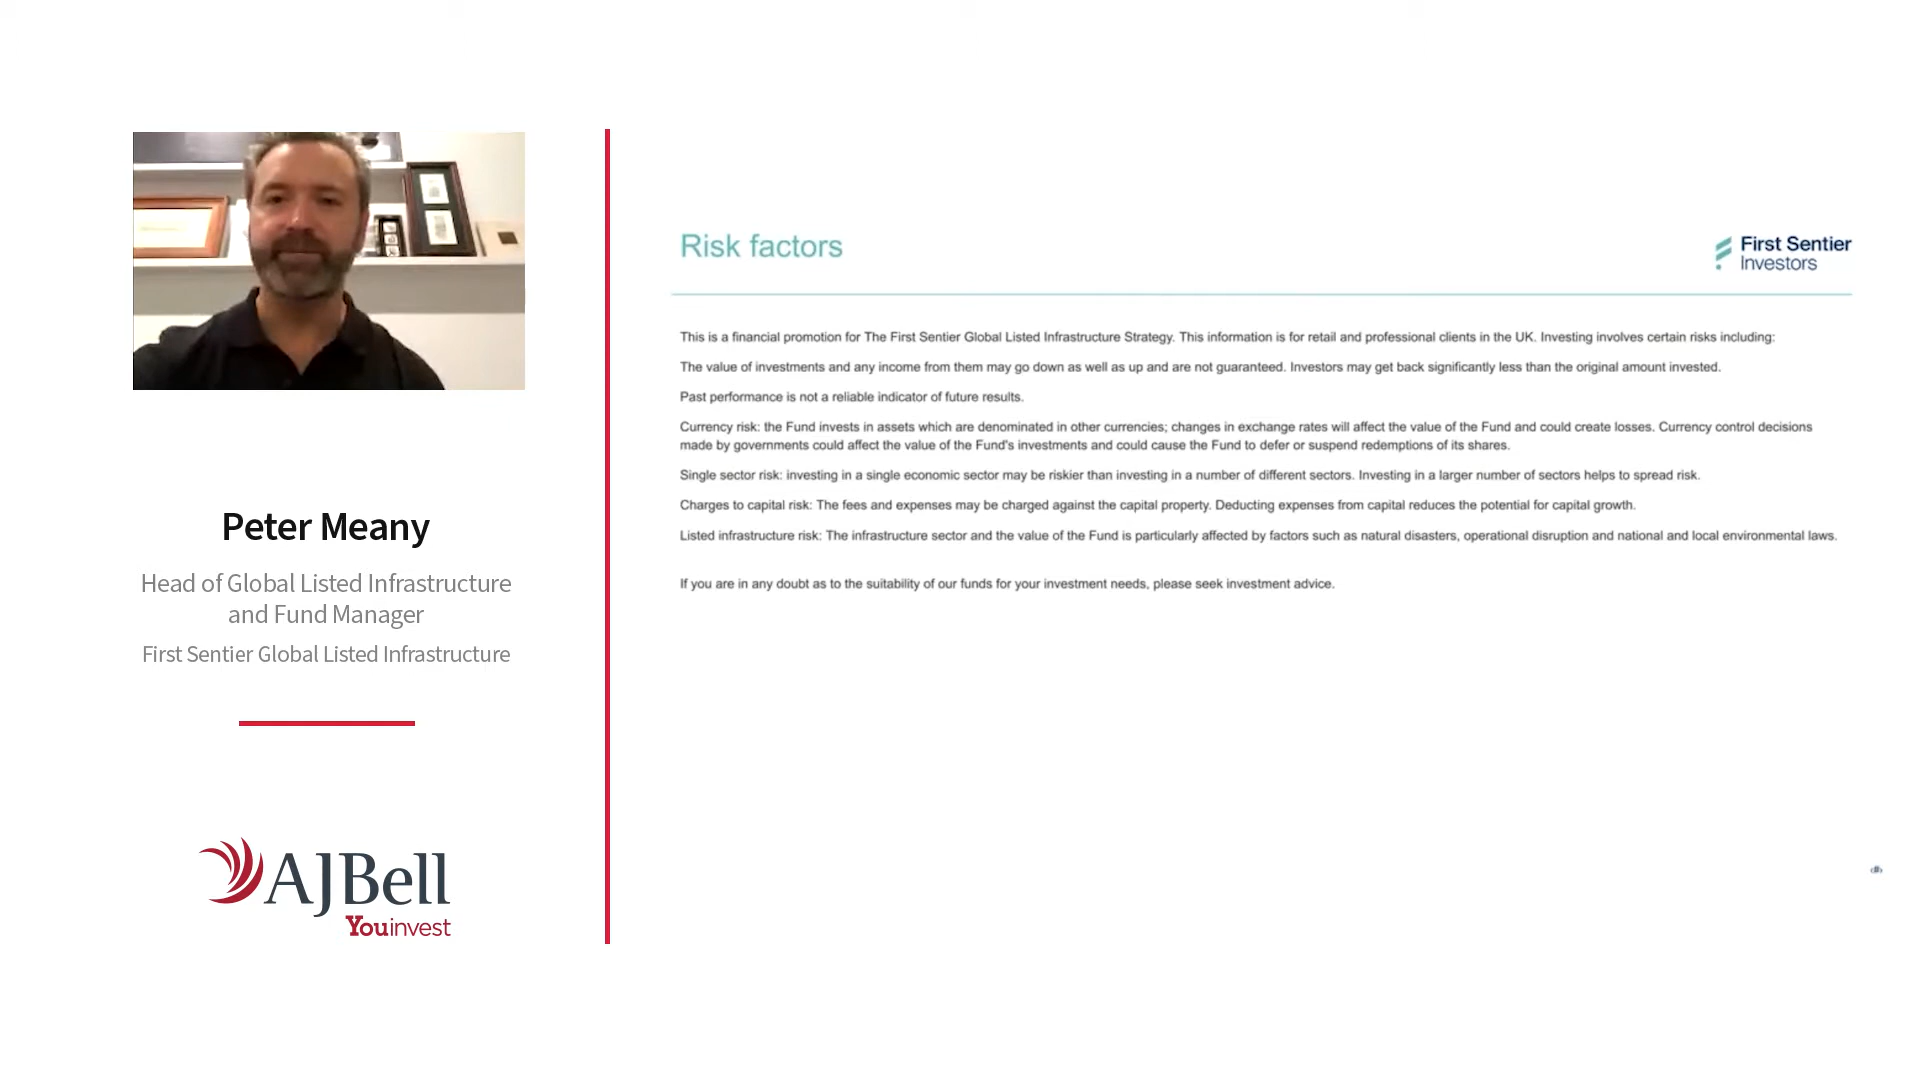 Peter Meany
Head of Global Listed Infrastructure
and Fund Manager
First Sentier Global Listed Infrastructure
AJBell
Youinvest
Risk factors
First Sentier
Investors
This is a financial promotion for The First Sentier Global Listed Infrastructure Strategy. This information is for retail and professional clients in the UK. Investing involves certain risks including:
The value of investments and any income from them may go down as well as up and are not guaranteed. Investors may get back significantly less than the original amount invested.
Past performance is not a reliable indicator of future results.
Currency risk: the Fund invests in assets which are denominated in other currencies; changes in exchange rates will affect the value of the Fund and could create losses. Currency control decisions
made by governments could affect the value of the Fund's investments and could cause the Fund to defer or suspend redemptions of its shares.
Single sector risk: investing in a single economic sector may be riskier than investing in a number of different sectors. Investing in a larger number of sectors helps to spread risk.
Charges to capital risk: The fees and expenses may be charged against the capital property. Deducting expenses from capital reduces the potential for capital growth.
Listed infrastructure risk: The infrastructure sector and the value of the Fund is particularly affected by factors such as natural disasters, operational disruption and national and local environmental laws.
If you are in any doubt as to the suitability of our funds for your investment needs, please seek investment advice.